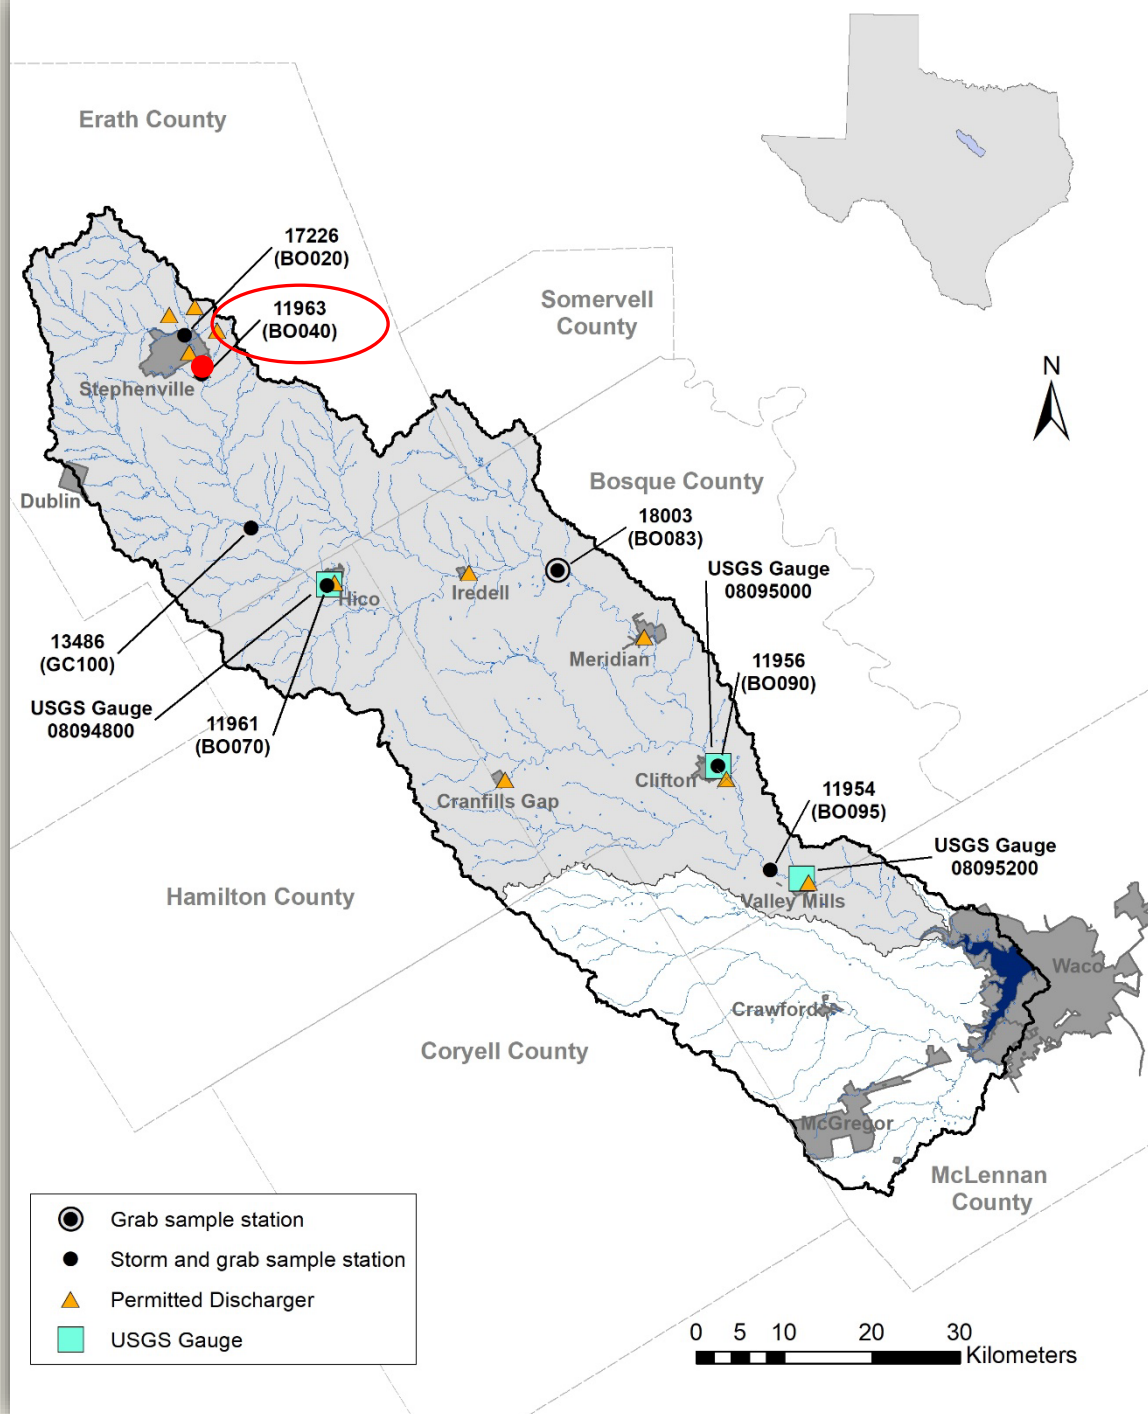 Erath County
17226
(BO020)
11963
(BO040)
Somervell
County
N
Stephenville
Dublin
Bosque County
18003
(BO083)
USGS Gauge
08095000
Hico
Iredell
13486
(GC100)
Meridian
11956
(BO090)
USGS Gauge
08094800
11961
(BO070)
Clifton
Cranfills Gap
11954
(BO095)
USGS Gauge
08095200
Hamilton County
Valley Mills
Waco
Crawford
Coryell County
McGregor
McLennan
County
Grab sample station
Storm and grab sample station
Permitted Discharger
USGS Gauge
0 5 10 20 30
Kilometers